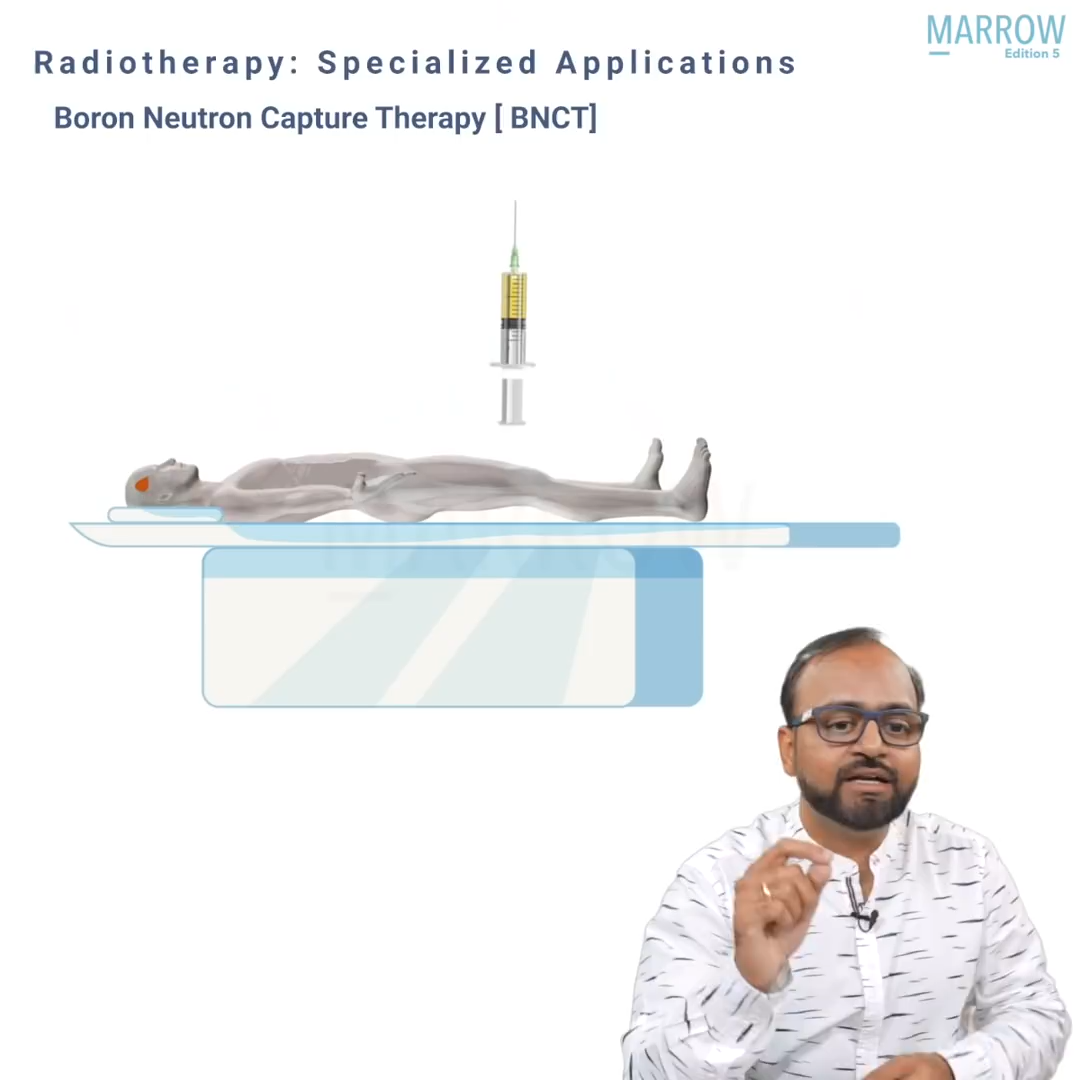 MARROW
Edition 5
Radiotherapy: Specialized Applications
Boron Neutron Capture Therapy [ BNCT]